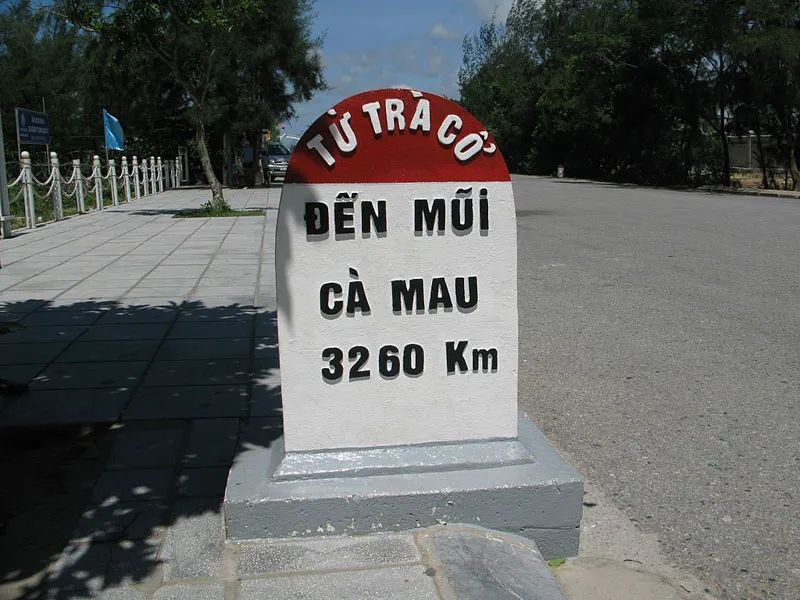 TỪ TRÀ CỔ
ĐẾN MŨI
CÀ MAU
3260 Km